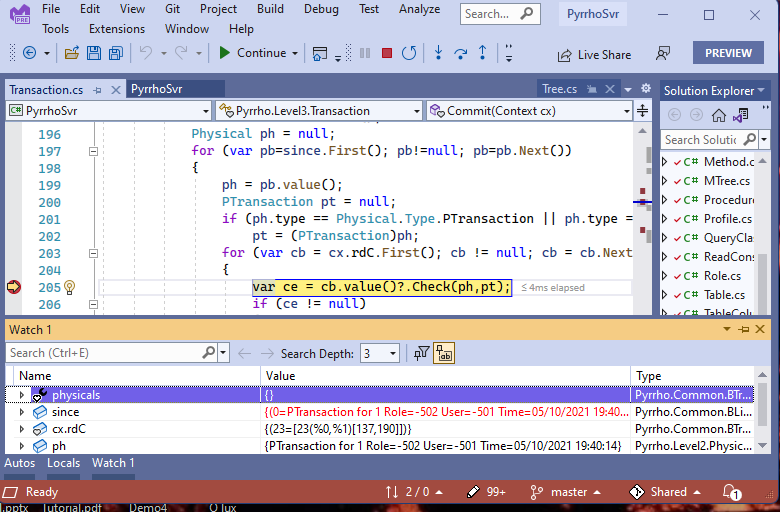 File Edit View Git Project Build Debug Test Analyze Search... PyrrhoSvr
Tools Extensions Window Help
Continue Live Share PREVIEW
Transaction.cs PyrrhoSvr Tree.cs Solution Explorer
PyrrhoSvr Pyrrho.Level3.Transaction Commit(Context cx)
Search Soluti
196 Physical ph = null;
197 for (var pb=since.First(); pb!=null; pb=pb.Next())
198 {
199 ph = pb.value();
200 PTransaction pt = null;
201 if (ph.type == Physical.Type.PTransaction || ph.type =
202 pt = (PTransaction)ph;
203 for (var cb = cx.rdC.First(); cb != null; cb = cb.Next
204 {
205 var ce = cb.value()?.Check(ph,pt); ≤ 4ms elapsed
206 if (ce != null)
C# Method.c
C# MTree.cs
C# Procedure
C# Profile.cs
C# QueryClas
C# ReadCons
C# Role.cs
C# Table.cs
C# TableColu
Watch 1
Search (Ctrl+E) Search Depth: 3
Name Value Type
physicals {} Pyrrho.Common.BTr...
since {(0=PTransaction for 1 Role=-502 User=-501 Time=05/10/2021 19:40... Pyrrho.Common.BLi...
cx.rdC {(23=[23(%0,%1)[137,190]])} Pyrrho.Common.BTr...
ph {PTransaction for 1 Role=-502 User=-501 Time=05/10/2021 19:40:14} Pyrrho.Level2.Physic...
Autos Locals Watch 1
Ready 2 / 0 99+ master Shared 1
l.pptx Tutorial.pdf Demo4